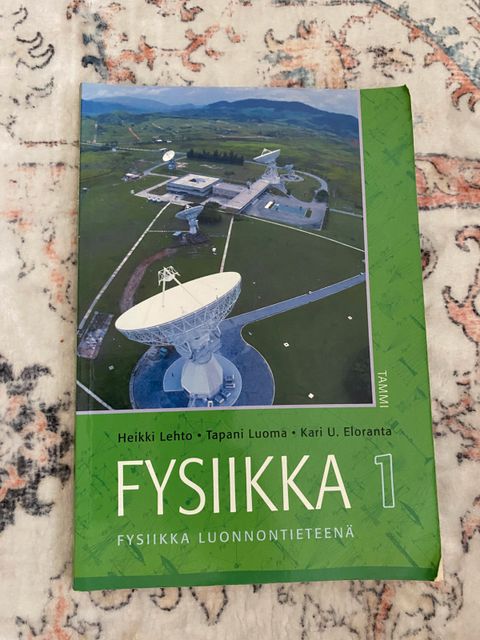 TAMMI
Heikki Lehto • Tapani Luoma • Kari U. Eloranta
FYSIIKKA 1
FYSIIKKA LUONNONTIETEENÄ